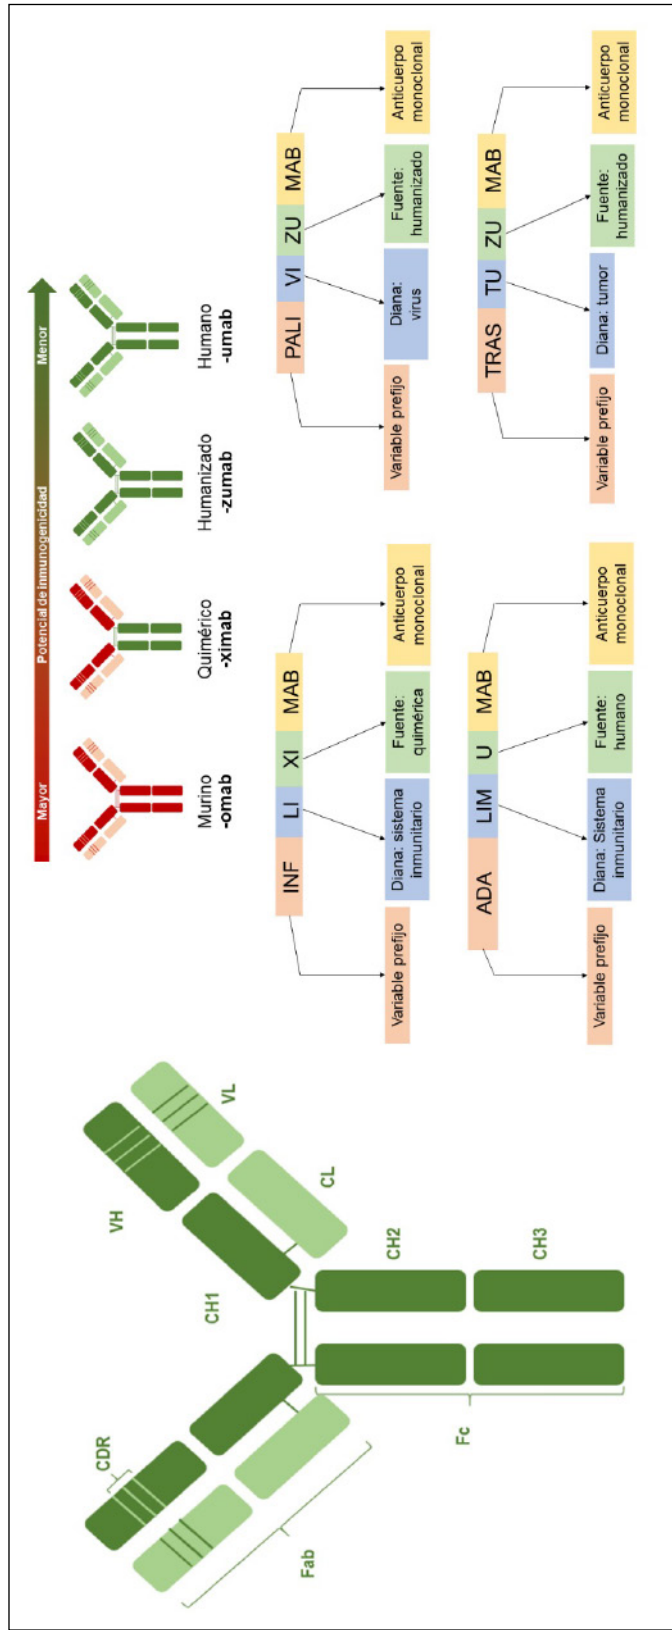 CDR
VH
VL
CH1
CL
Fab
CH2
CH3
Fc
Mayor
Potencial de inmunogenicidad
Menor
Murino
-omab
Quimérico
-ximab
Humanizado
-zumab
Humano
-umab
INF
LI
XI
MAB
Variable prefijo
Diana: sistema
inmunitario
Fuente:
quimérica
Anticuerpo
monoclonal
PALI
VI
ZU
MAB
Variable prefijo
Diana:
virus
Fuente:
humanizado
Anticuerpo
monoclonal
ADA
LIM
U
MAB
Variable prefijo
Diana: Sistema
inmunitario
Fuente:
humano
Anticuerpo
monoclonal
TRAS
TU
ZU
MAB
Variable prefijo
Diana: tumor
Fuente:
humanizado
Anticuerpo
monoclonal